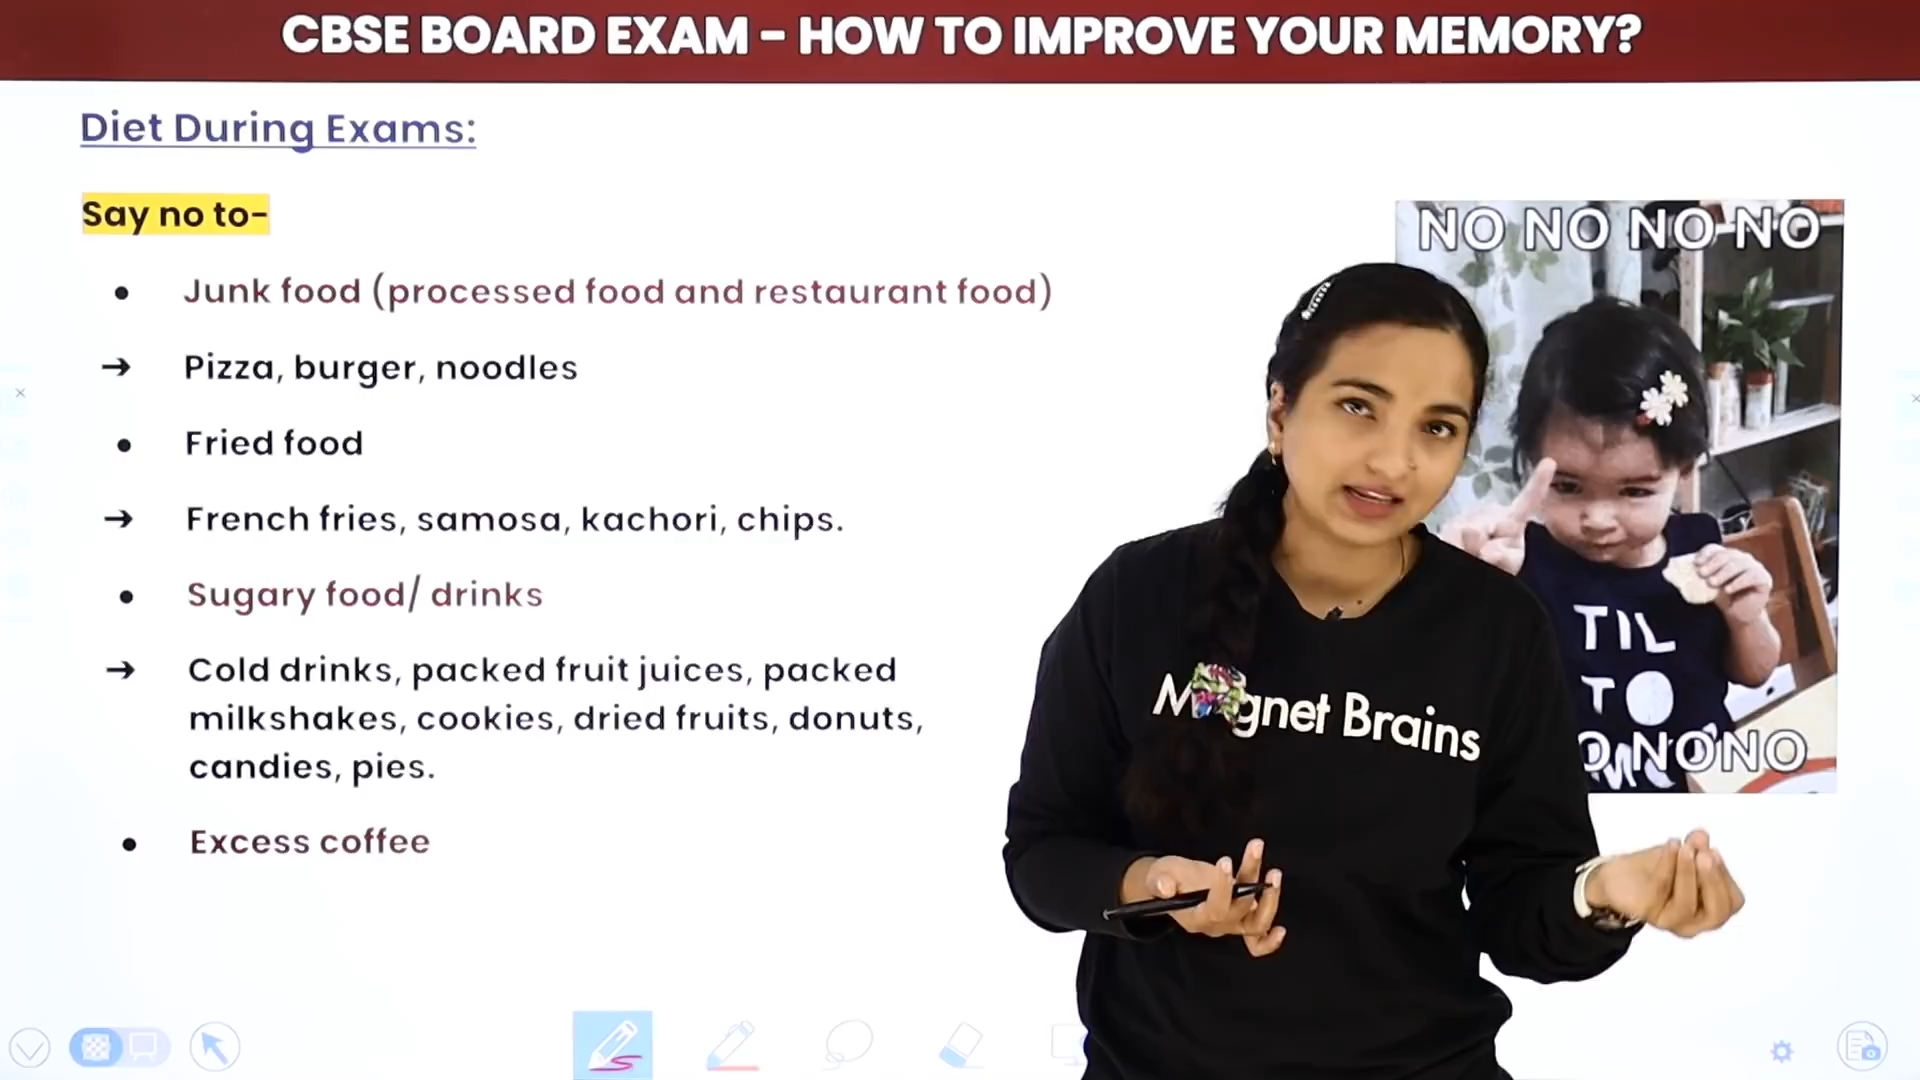 CBSE BOARD EXAM - HOW TO IMPROVE YOUR MEMORY?
Diet During Exams:
Say no to-
Junk food (processed food and restaurant food)
Pizza, burger, noodles
Fried food
French fries, samosa, kachori, chips.
Sugary food/ drinks
Cold drinks, packed fruit juices, packed
milkshakes, cookies, dried fruits, donuts,
candies, pies.
Excess coffee
NO NO NO NO
TIL
TO
NONO
Magnet Brains